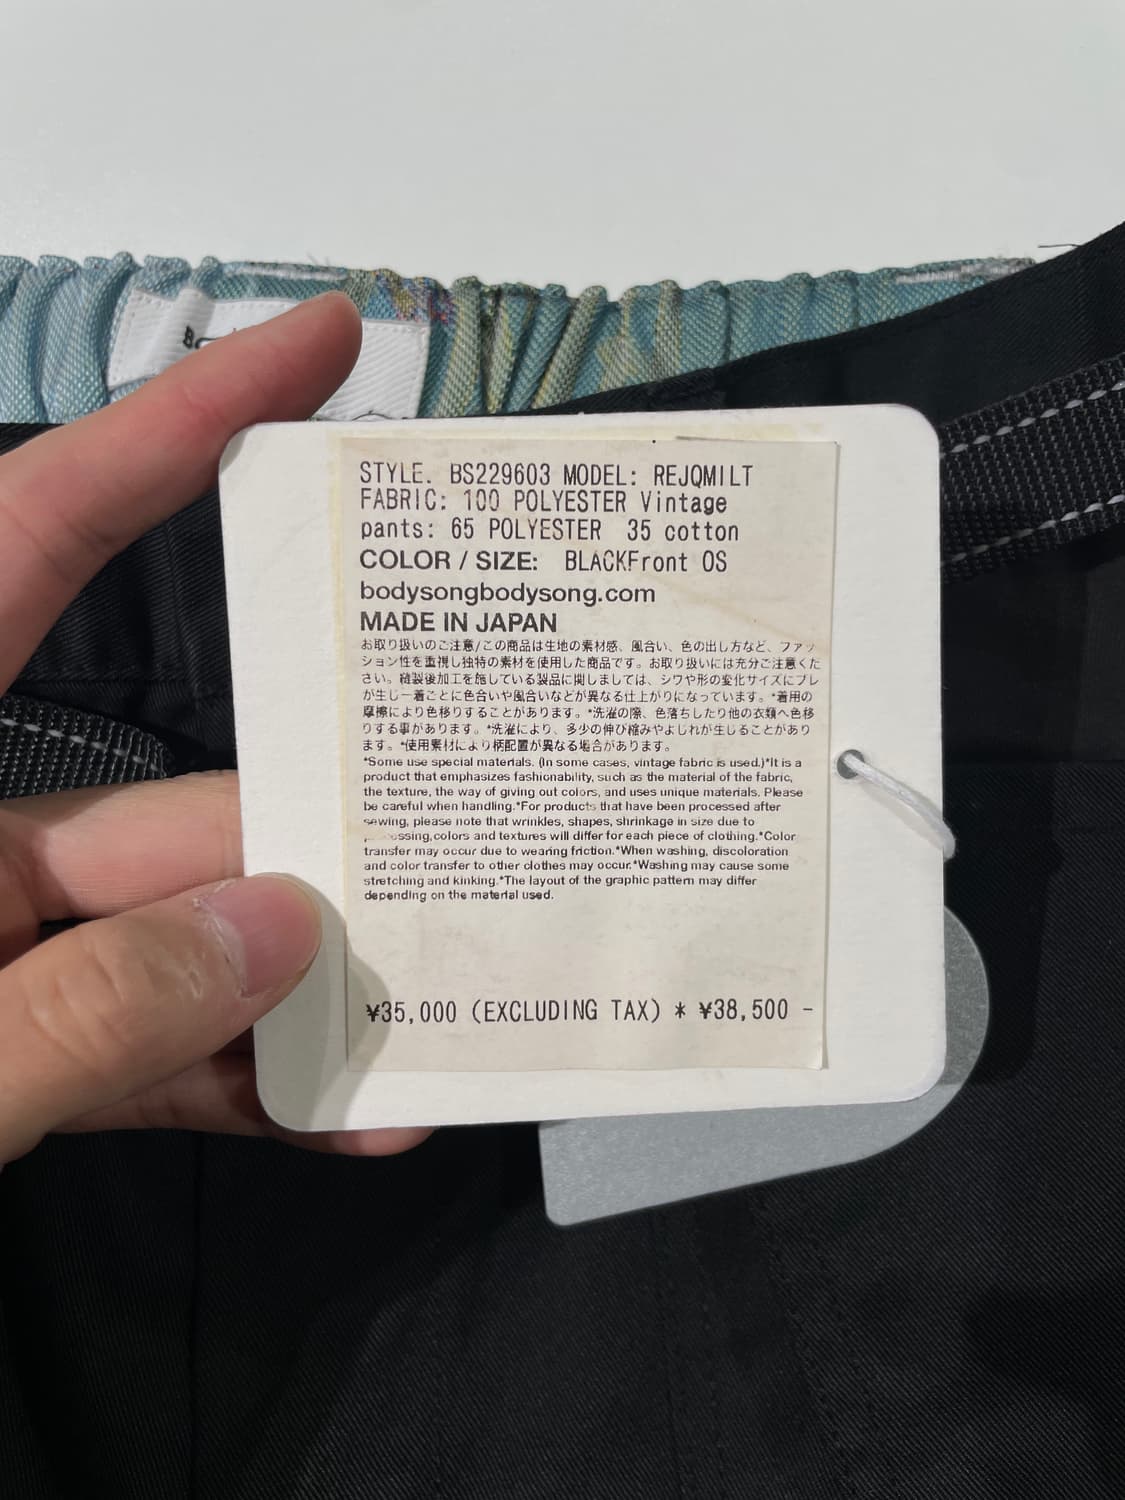 STYLE. BS229603 MODEL: REJQMILT
FABRIC: 100 POLYESTER Vintage
pants: 65 POLYESTER 35 cotton
COLOR / SIZE: BLACKFront OS
bodysongbodysong.com
MADE IN JAPAN
お取り扱いのご注意/この商品は生地の素材感、風合い、色の出し方など、ファッ
ション性を重視し独特の素材を使用した商品です。お取り扱いには充分ご注意くだ
さい。縫製後加工を施している製品に関しましては、シワや形の変化サイズにブレ
が生じ一着ごとに色合いや風合いなどが異なる仕上がりになっています。*着用の
摩擦により色移りすることがあります。*洗濯の際、色落ちしたり他の衣類へ色移
りする事があります。*洗濯により、多少の伸び縮みやよじれが生じることがあり
ます。*使用素材により柄配置が異なる場合があります。
*Some use special materials. (In some cases, vintage fabric is used.)*It is a
product that emphasizes fashionability, such as the material of the fabric,
the texture, the way of giving out colors, and uses unique materials. Please
be careful when handling.*For products that have been processed after
sewing, please note that wrinkles, shapes, shrinkage in size due to
colors and textures will differ for each piece of clothing.*Color
transfer may occur due to wearing friction.*When washing, discoloration
and color transfer to other clothes may occur.*Washing may cause some
stretching and kinking.*The layout of the graphic pattern may differ
depending on the material used.
¥35,000 (EXCLUDING TAX) * ¥38,500 -